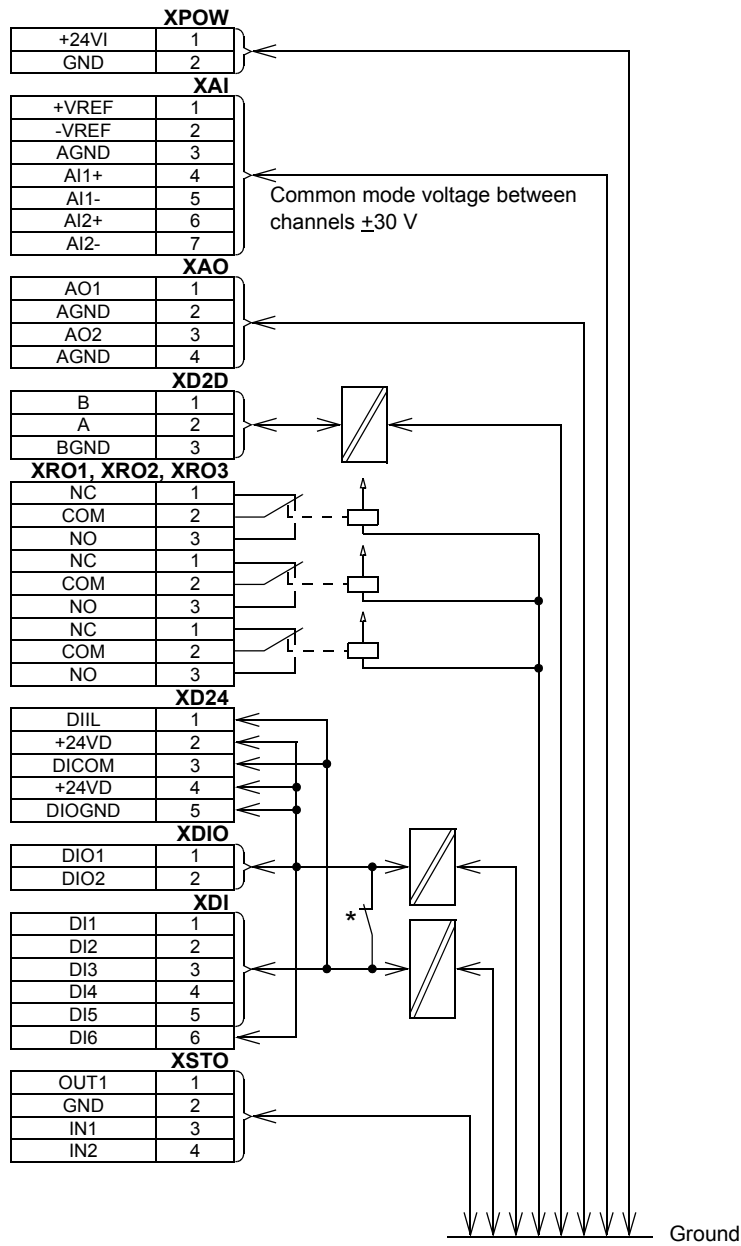 XPOW
+24VI 1
GND 2
XAI
+VREF 1
-VREF 2
AGND 3
AI1+ 4
AI1- 5
AI2+ 6
AI2- 7
Common mode voltage between
channels ±30 V
XAO
AO1 1
AGND 2
AO2 3
AGND 4
XD2D
B 1
A 2
BGND 3
XRO1, XRO2, XRO3
NC 1
COM 2
NO 3
NC 1
COM 2
NO 3
NC 1
COM 2
NO 3
XD24
DIIL 1
+24VD 2
DICOM 3
+24VD 4
DIOGND 5
XDIO
DIO1 1
DIO2 2
XDI
DI1 1
DI2 2
DI3 3
DI4 4
DI5 5
DI6 6
*
XSTO
OUT1 1
GND 2
IN1 3
IN2 4
Ground